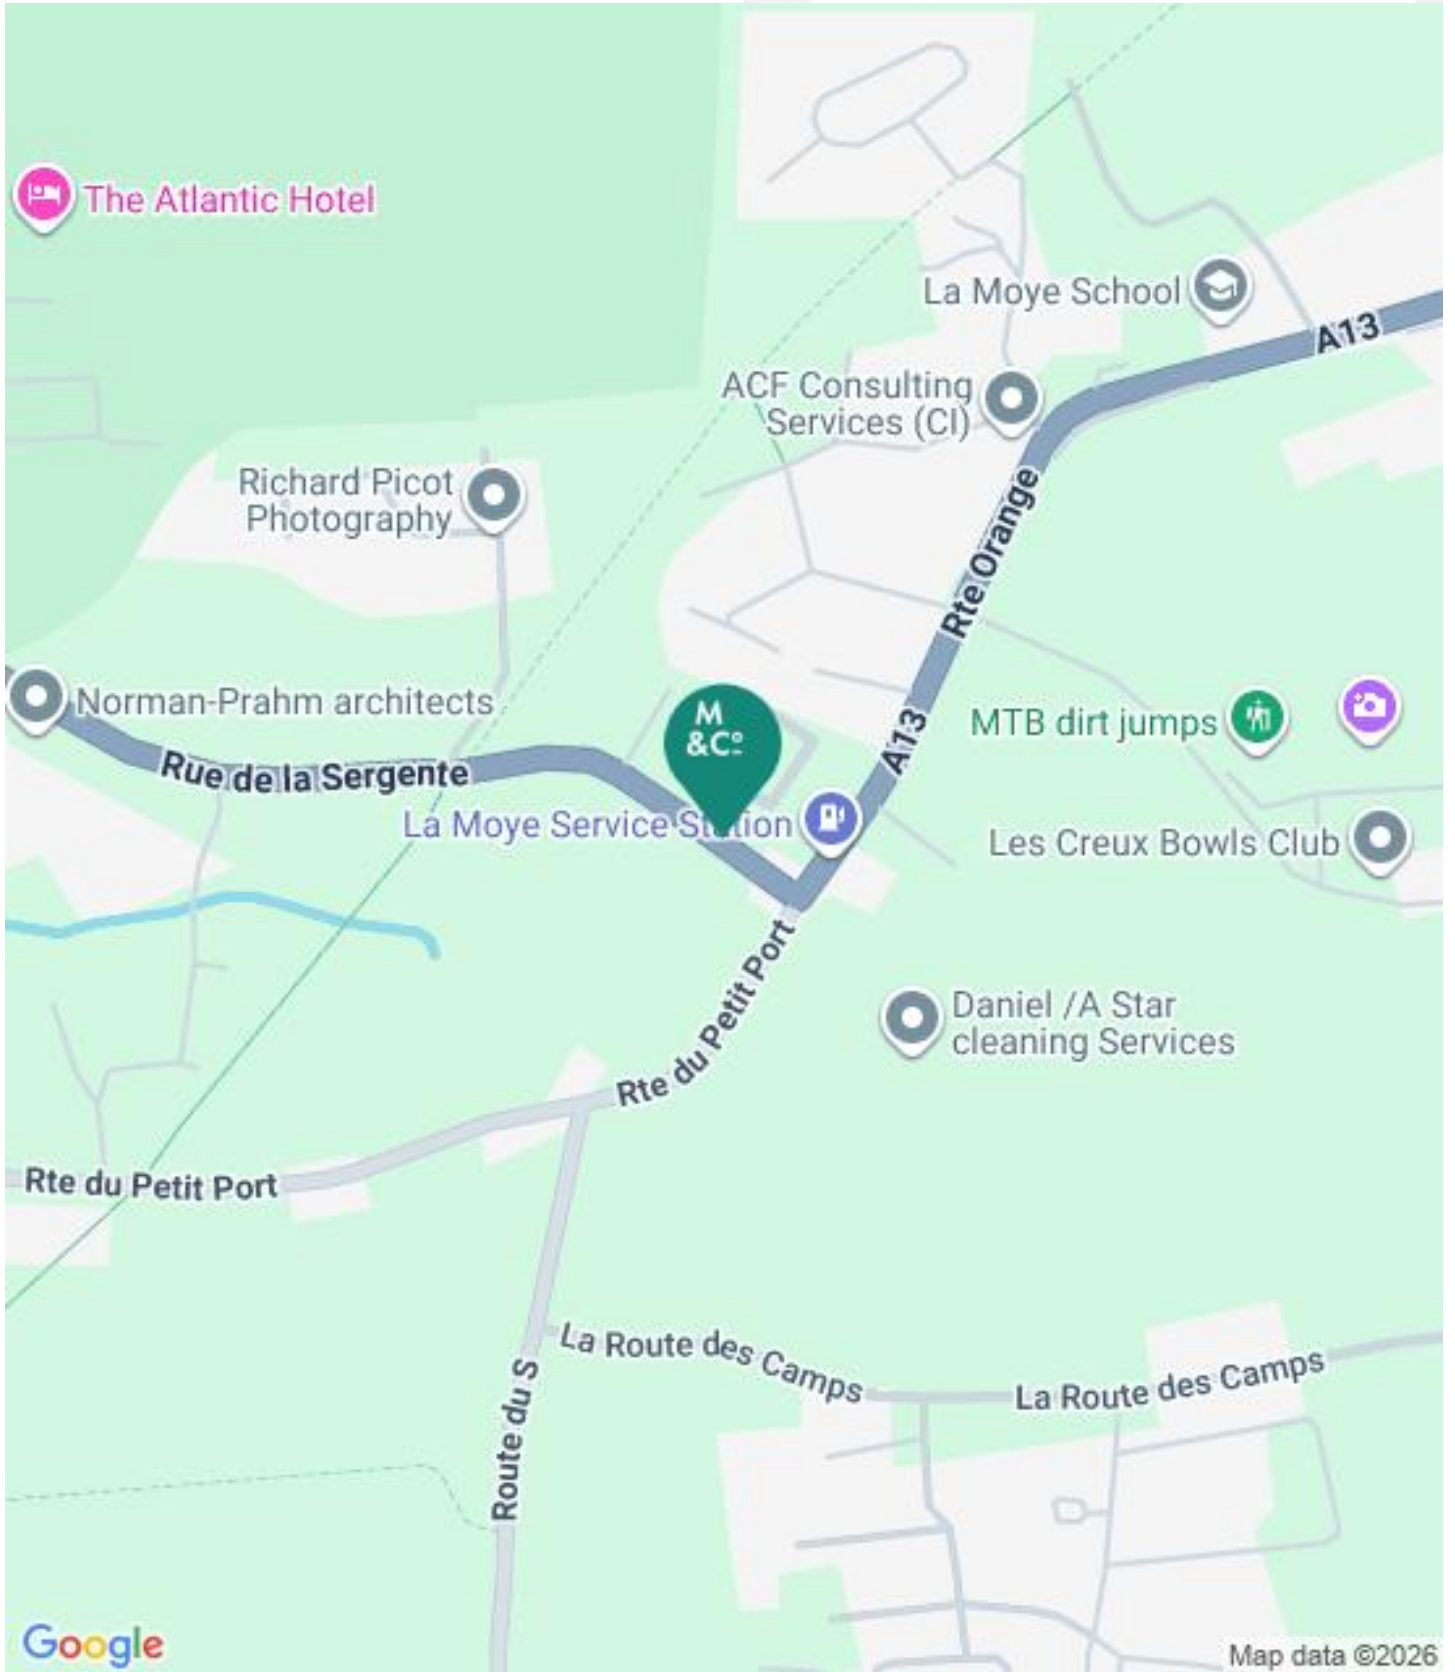 The Atlantic Hotel
La Moye School
A13
ACF Consulting
Services (CI)
Richard Picot
Photography
Rte Orange
Norman-Prahm architects
M
&Cº
MTB dirt jumps
A13
Rue de la Sergente
La Moye Service Station
Les Creux Bowls Club
Rte du Petit Port
Daniel /A Star
cleaning Services
Rte du Petit Port
La Route des Camps
La Route des Camps
Route du S
Google
Map data ©2026